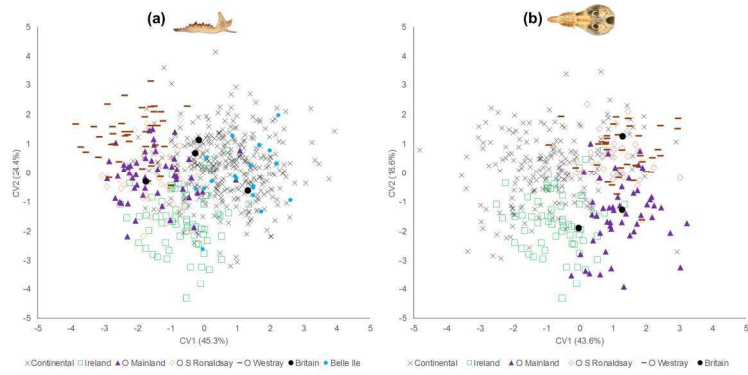 (a)
5
4
3
2
1
0
-1
-2
-3
-4
-5
CV2 (24.4%)
-5 -4 -3 -2 -1 0 1 2 3 4 5
CV1 (45.3%)
Continental Ireland O Mainland O S Ronaldsay O Westray Britain Belle Ile
(b)
5
4
3
2
1
0
-1
-2
-3
-4
-5
CV2 (18.8%)
-5 -4 -3 -2 -1 0 1 2 3 4 5
CV1 (43.6%)
Continental Ireland O Mainland O S Ronaldsay O Westray Britain